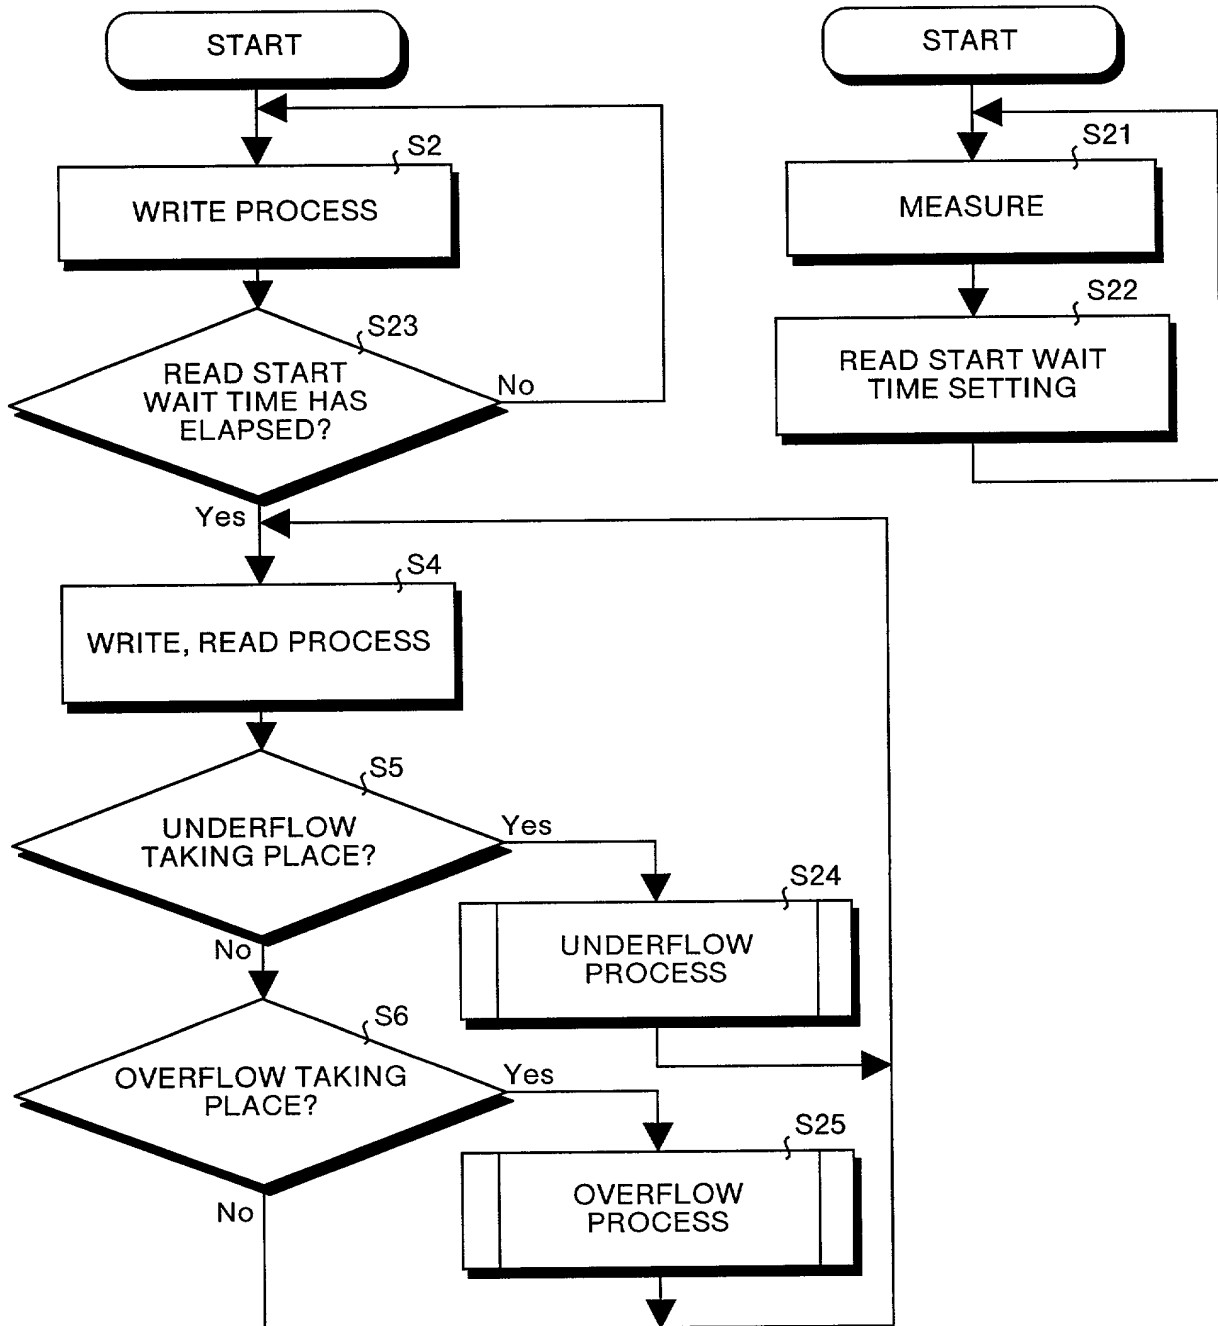 START
S2
WRITE PROCESS
S23
READ START
WAIT TIME HAS
ELAPSED?
No
Yes
S4
WRITE, READ PROCESS
S5
UNDERFLOW
TAKING PLACE?
Yes
No
S24
UNDERFLOW
PROCESS
S6
OVERFLOW TAKING
PLACE?
Yes
No
S25
OVERFLOW
PROCESS
START
S21
MEASURE
S22
READ START WAIT
TIME SETTING